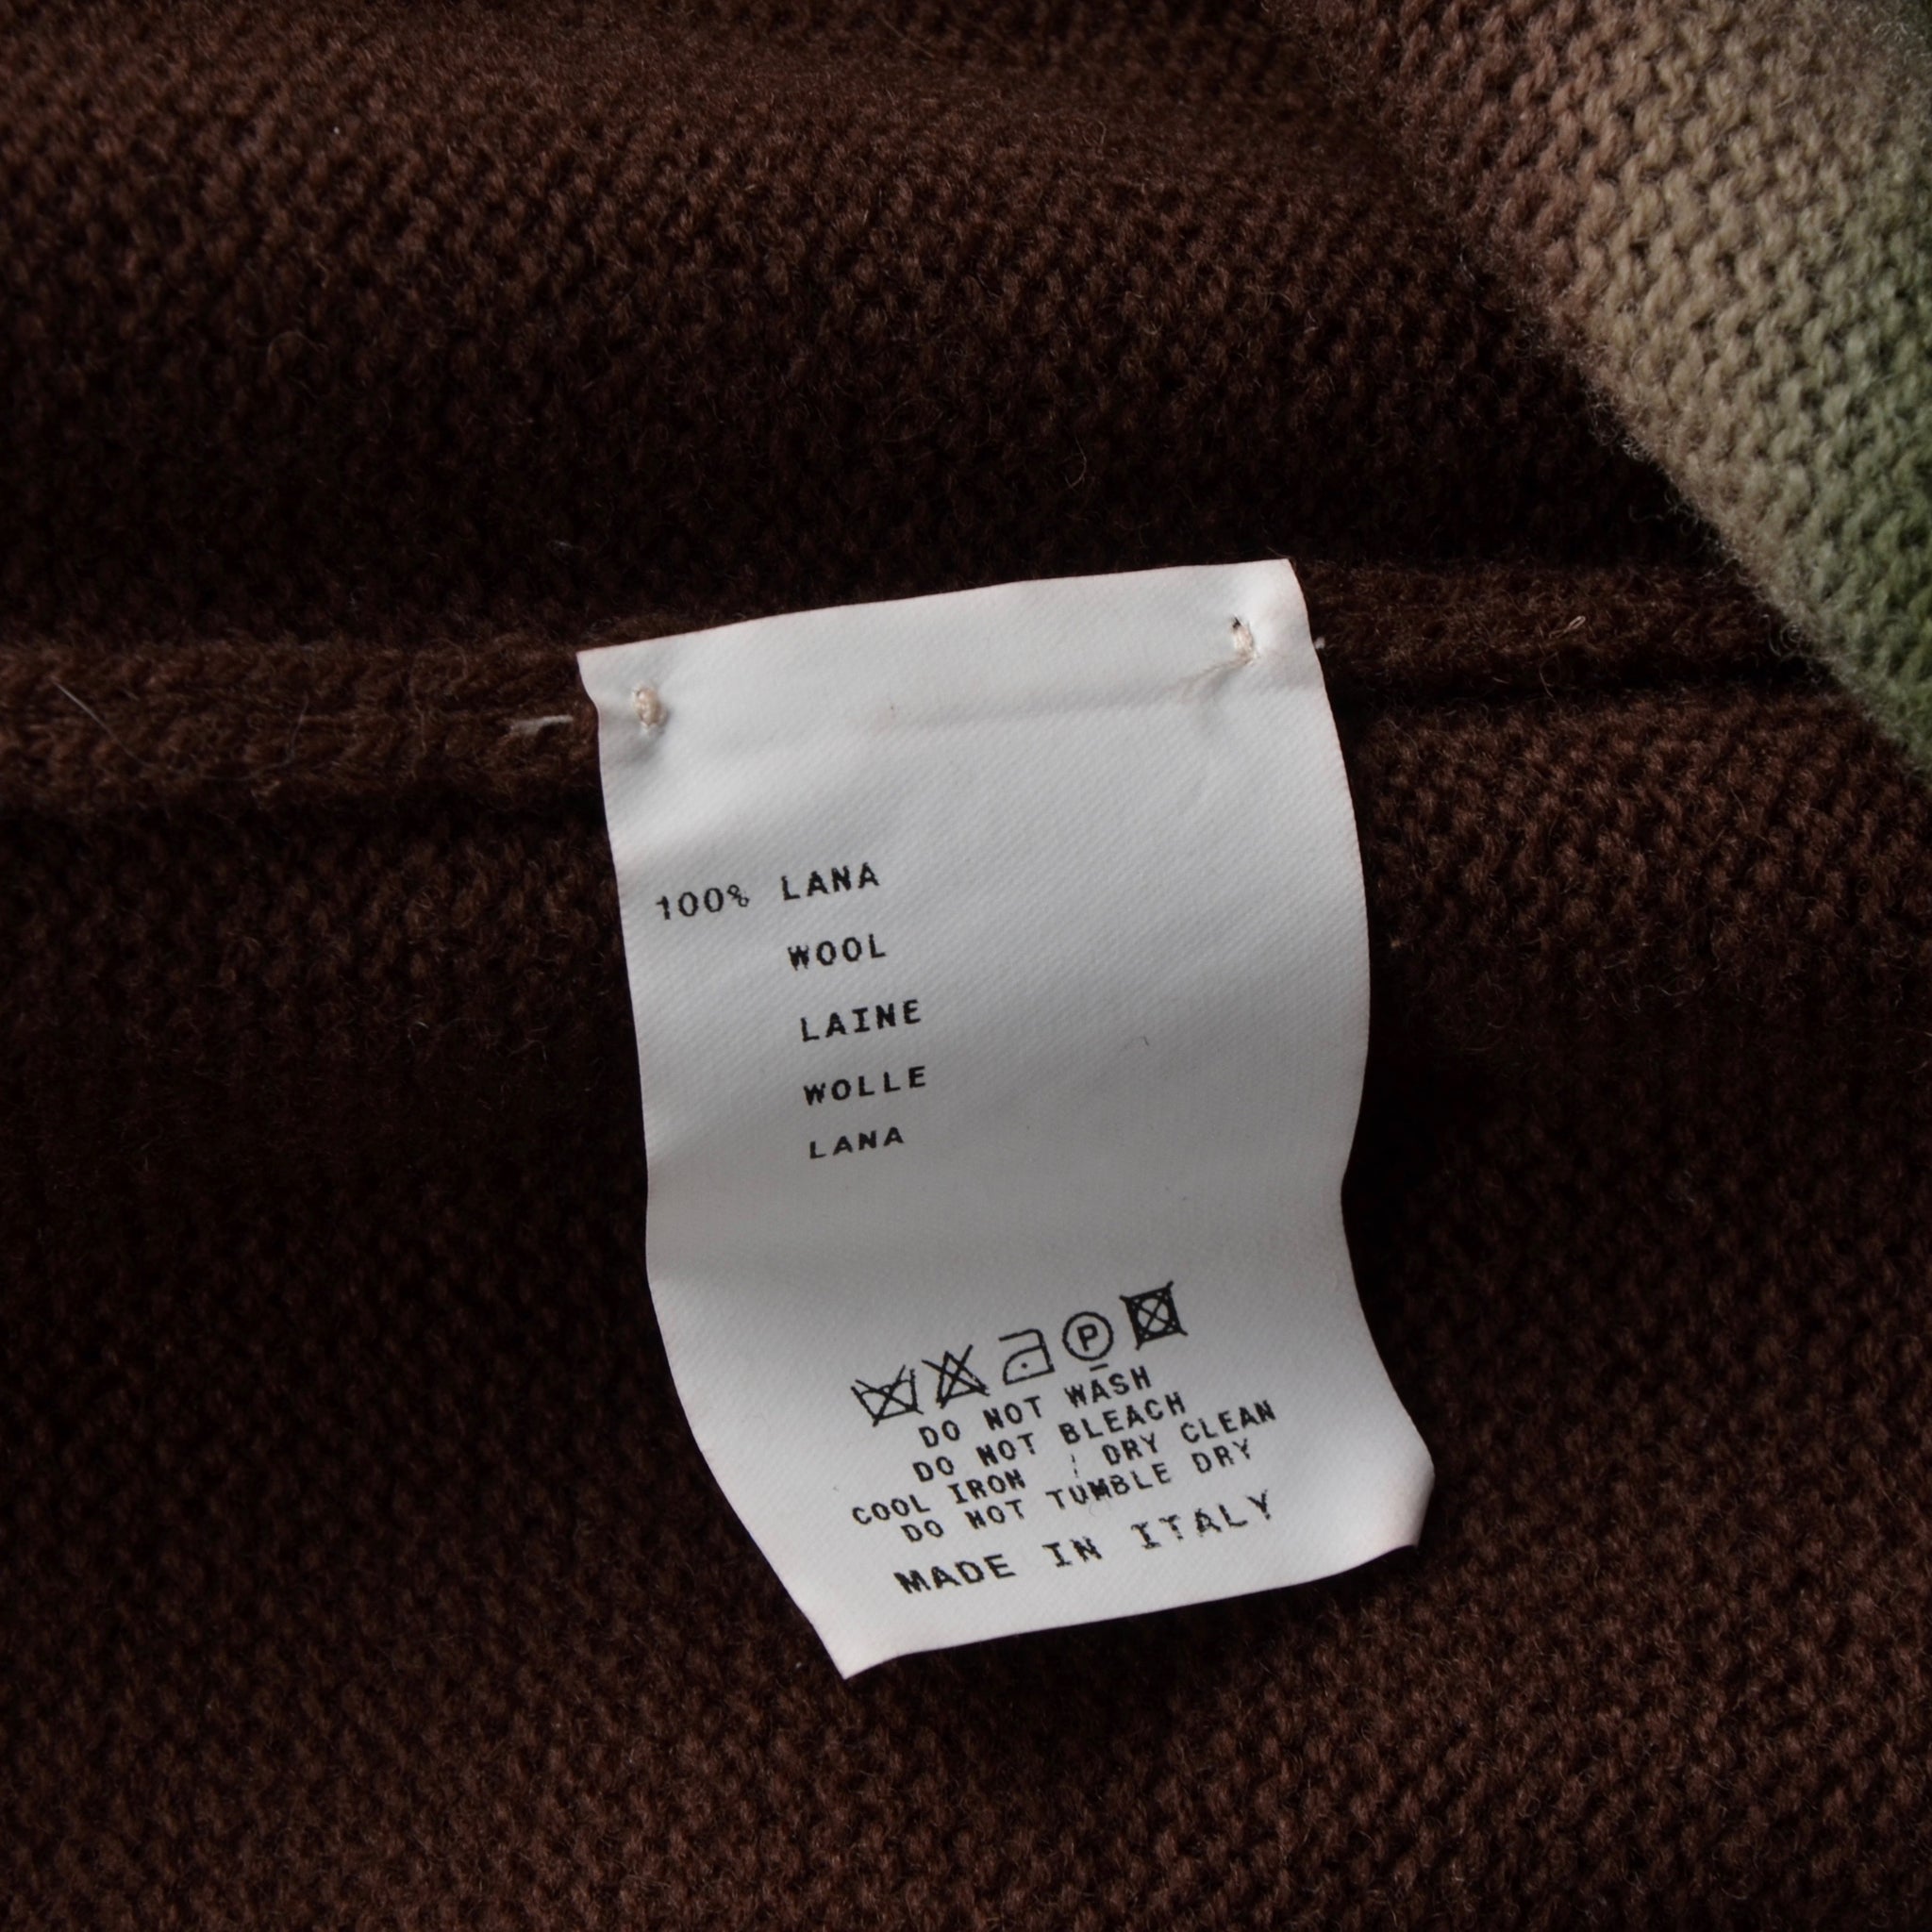 100% LANA
WOOL
LAINE
WOLLE
LANA
P
DO NOT WASH
DO NOT BLEACH
COOL IRON DRY CLEAN
DO NOT TUMBLE DRY
MADE IN ITALY